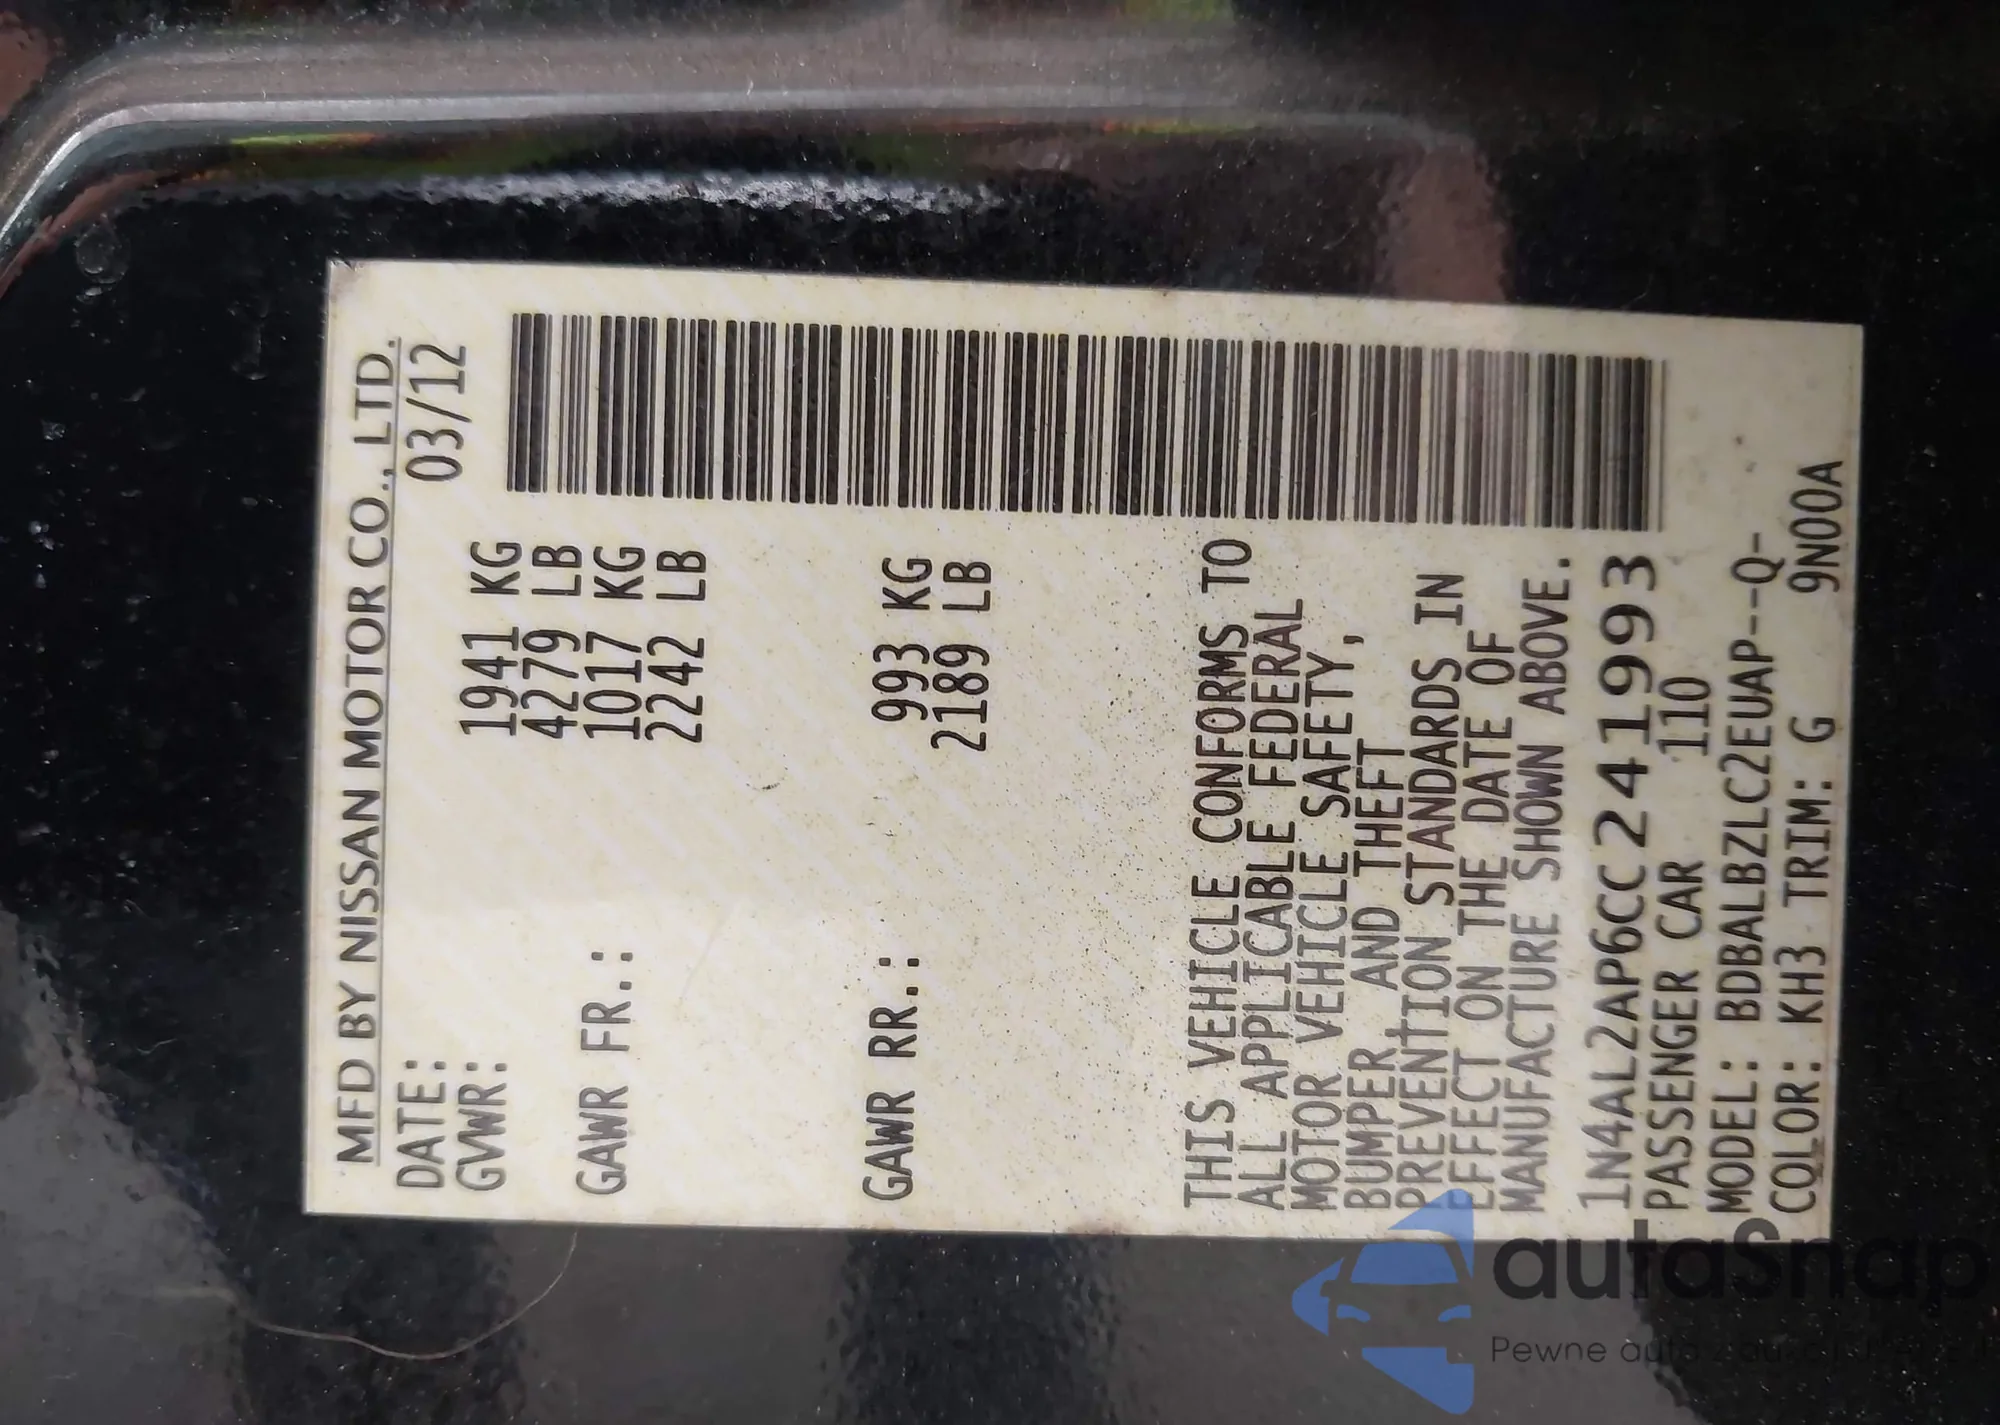 MFD BY NISSAN MOTOR CO., LTD.
DATE: 03/12
GVWR: 1941 KG
4279 LB
GAWR FR.: 1017 KG
2242 LB
GAWR RR.: 993 KG
2189 LB
THIS VEHICLE CONFORMS TO
ALL APPLICABLE FEDERAL
MOTOR VEHICLE SAFETY,
BUMPER AND THEFT
PREVENTION STANDARDS IN
EFFECT ON THE DATE OF
MANUFACTURE SHOWN ABOVE.
1N4AL2AP6CC241993
PASSENGER CAR 110
MODEL: BDBALBZLC2EUAP--Q-
COLOR: KH3 TRIM: G 9N00A
autaSnap
Pewne auta z